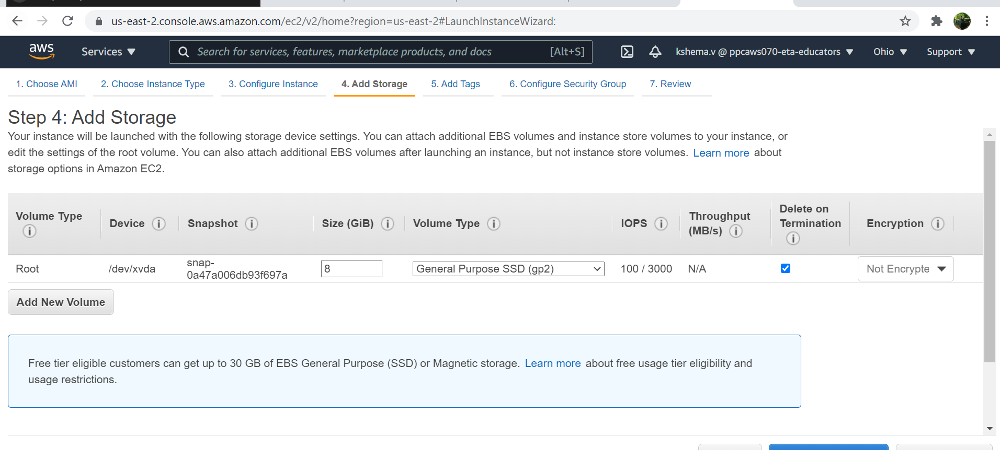 us-east-2.console.aws.amazon.com/ec2/v2/home?region=us-east-2#LaunchInstanceWizard:
aws
Services
Search for services, features, marketplace products, and docs
[Alt+S]
kshema.v @ ppcaws070-eta-educators
Ohio
Support
1. Choose AMI
2. Choose Instance Type
3. Configure Instance
4. Add Storage
5. Add Tags
6. Configure Security Group
7. Review
Step 4: Add Storage
Your instance will be launched with the following storage device settings. You can attach additional EBS volumes and instance store volumes to your instance, or
edit the settings of the root volume. You can also attach additional EBS volumes after launching an instance, but not instance store volumes. Learn more about
storage options in Amazon EC2.
Volume Type
Device
Snapshot
Size (GiB)
Volume Type
IOPS
Throughput
(MB/s)
Delete on
Termination
Encryption
Root
/dev/xvda
snap-
0a47a006db93f697a
8
General Purpose SSD (gp2)
100 / 3000
N/A
Not Encrypte
Add New Volume
Free tier eligible customers can get up to 30 GB of EBS General Purpose (SSD) or Magnetic storage. Learn more about free usage tier eligibility and
usage restrictions.